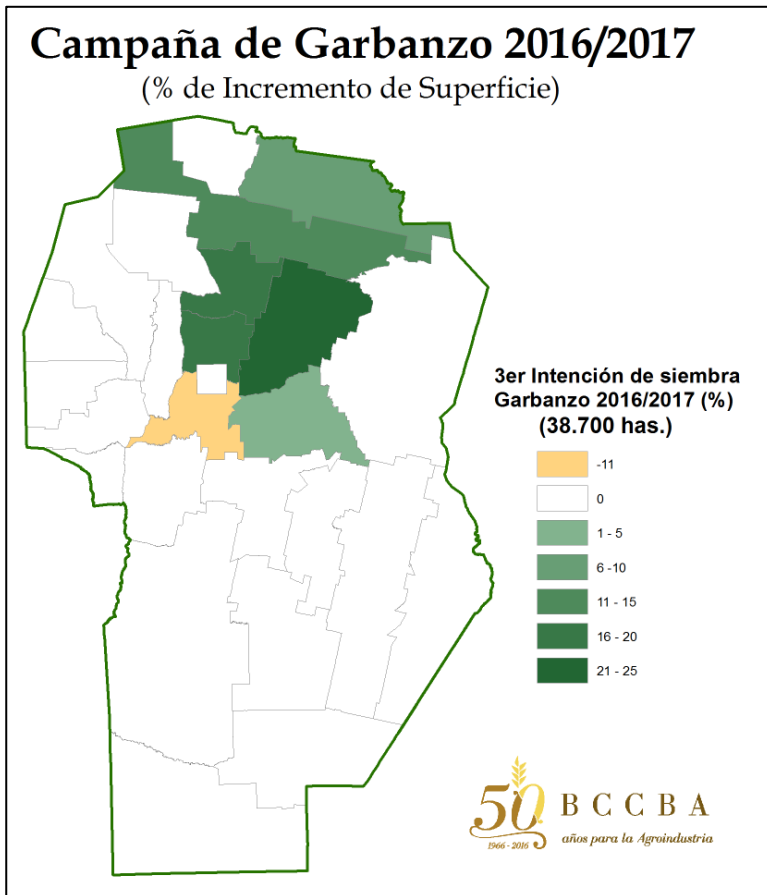 Campaña de Garbanzo 2016/2017
(% de Incremento de Superficie)
3er Intención de siembra
Garbanzo 2016/2017 (%)
(38.700 has.)
-11
0
1 - 5
6 -10
11 - 15
16 - 20
21 - 25
50 BCCBA
1966 - 2016 años para la Agroindustria